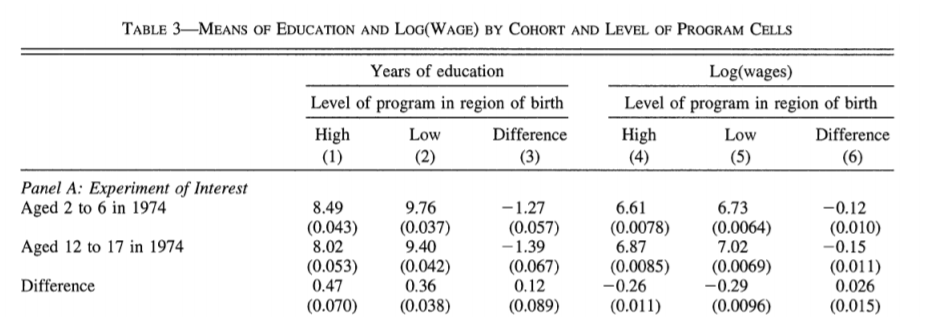 TABLE 3—MEANS OF EDUCATION AND LOG(WAGE) BY COHORT AND LEVEL OF PROGRAM CELLS
Years of education Log(wages)
Level of program in region of birth Level of program in region of birth
High Low Difference High Low Difference
(1) (2) (3) (4) (5) (6)
Panel A: Experiment of Interest
Aged 2 to 6 in 1974 8.49 9.76 −1.27 6.61 6.73 −0.12
(0.043) (0.037) (0.057) (0.0078) (0.0064) (0.010)
Aged 12 to 17 in 1974 8.02 9.40 −1.39 6.87 7.02 −0.15
(0.053) (0.042) (0.067) (0.0085) (0.0069) (0.011)
Difference 0.47 0.36 0.12 −0.26 −0.29 0.026
(0.070) (0.038) (0.089) (0.011) (0.0096) (0.015)